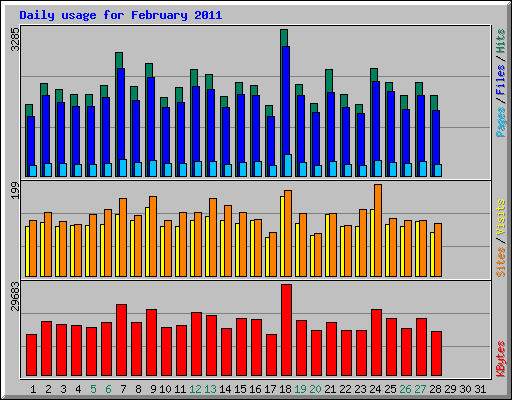 Daily usage for February 2011
3285
Pages / Files / Hits
199
Sites / Visits
29683
KBytes
1 2 3 4 5 6 7 8 9 10 11 12 13 14 15 16 17 18 19 20 21 22 23 24 25 26 27 28 29 30 31